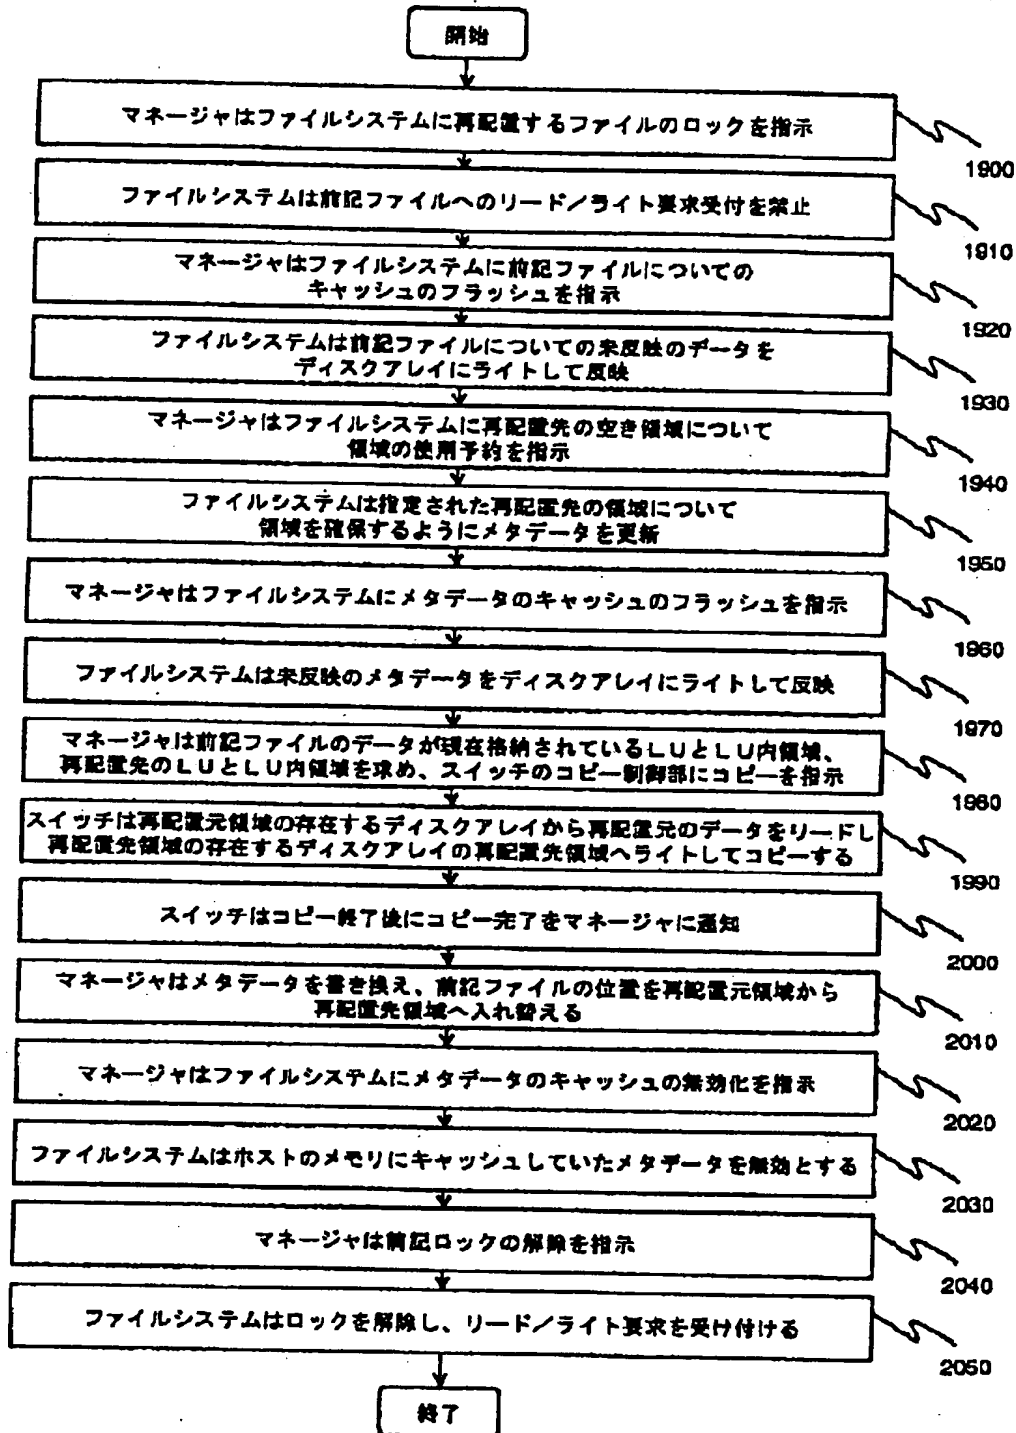 開始
マネージャはファイルシステムに再配置するファイルのロックを指示
1900
ファイルシステムは前記ファイルへのリード/ライト要求受付を禁止
1910
マネージャはファイルシステムに前記ファイルについての
キャッシュのフラッシュを指示
1920
ファイルシステムは前記ファイルについての未反映のデータを
ディスクアレイにライトして反映
1930
マネージャはファイルシステムに再配置先の空き領域について
領域の使用予約を指示
1940
ファイルシステムは指定された再配置先の領域について
領域を確保するようにメタデータを更新
1950
マネージャはファイルシステムにメタデータのキャッシュのフラッシュを指示
1960
ファイルシステムは未反映のメタデータをディスクアレイにライトして反映
1970
マネージャは前記ファイルのデータが現在格納されているLUとLU内領域、
再配置先のLUとLU内領域を求め、スイッチのコピー制御部にコピーを指示
1980
スイッチは再配置元領域の存在するディスクアレイから再配置元のデータをリードし
再配置先領域の存在するディスクアレイの再配置先領域へライトしてコピーする
1990
スイッチはコピー終了後にコピー完了をマネージャに通知
2000
マネージャはメタデータを書き換え、前記ファイルの位置を再配置元領域から
再配置先領域へ入れ替える
2010
マネージャはファイルシステムにメタデータのキャッシュの無効化を指示
2020
ファイルシステムはホストのメモリにキャッシュしていたメタデータを無効とする
2030
マネージャは前記ロックの解除を指示
2040
ファイルシステムはロックを解除し、リード/ライト要求を受け付ける
2050
終了